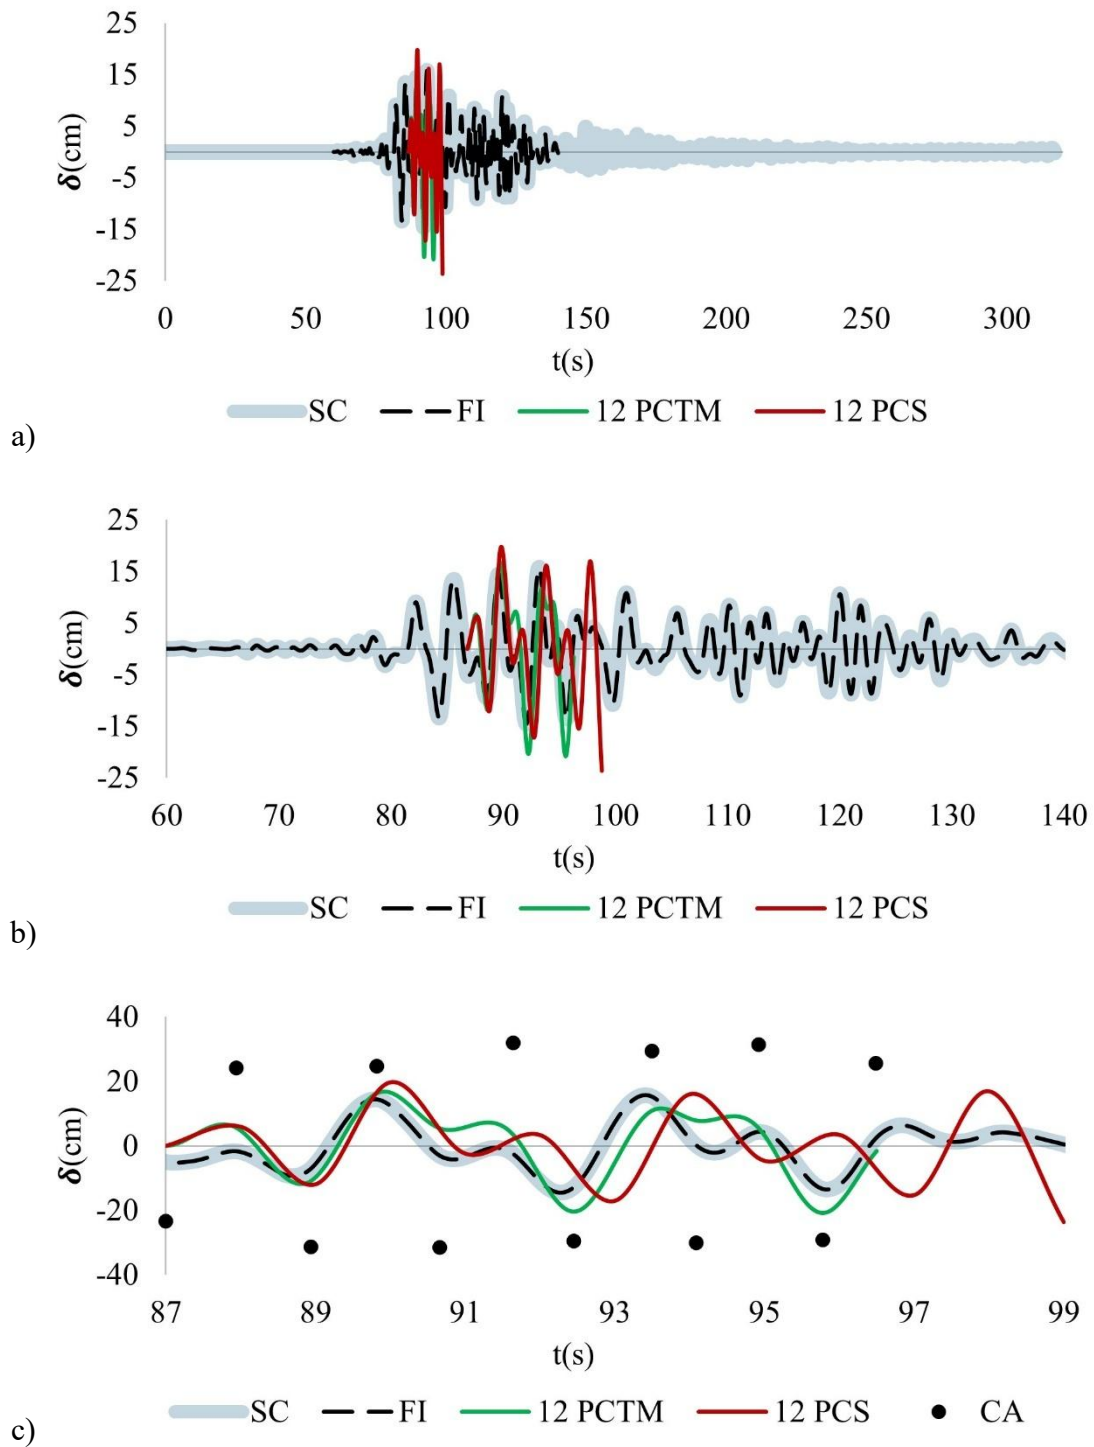 25
15
5
-5
-15
-25
δ(cm)
0 50 100 150 200 250 300
t(s)
SC FI 12 PCTM 12 PCS
a)
25
15
5
-5
-15
-25
δ(cm)
60 70 80 90 100 110 120 130 140
t(s)
SC FI 12 PCTM 12 PCS
b)
40
20
0
-20
-40
δ(cm)
87 89 91 93 95 97 99
t(s)
SC FI 12 PCTM 12 PCS CA
c)